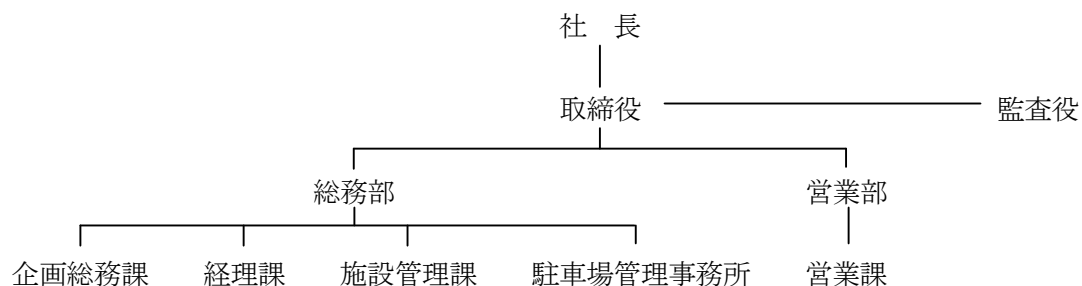 社　長
取締役　監査役
総務部　営業部
企画総務課　経理課　施設管理課　駐車場管理事務所　営業課